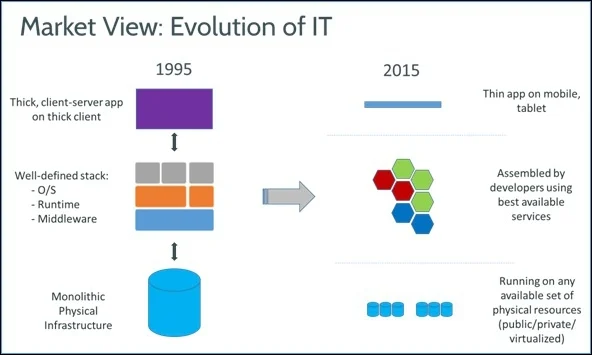 Market View: Evolution of IT
1995
2015
Thick, client-server app
on thick client
Thin app on mobile,
tablet
Well-defined stack:
- O/S
- Runtime
- Middleware
Assembled by
developers using
best available
services
Monolithic
Physical
Infrastructure
Running on any
available set of
physical resources
(public/private/
virtualized)